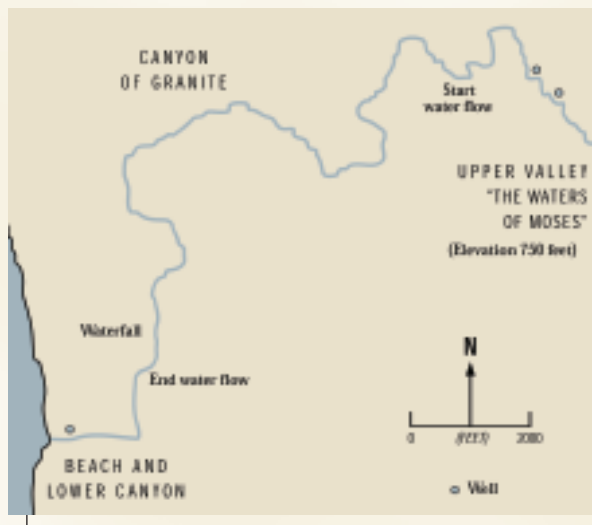 CANYON
OF GRANITE
Start
water flow
UPPER VALLEY
"THE WATERS
OF MOSES"
(Elevation 750 feet)
Waterfall
End water flow
N
0 (FEET) 2000
BEACH AND
LOWER CANYON
Well